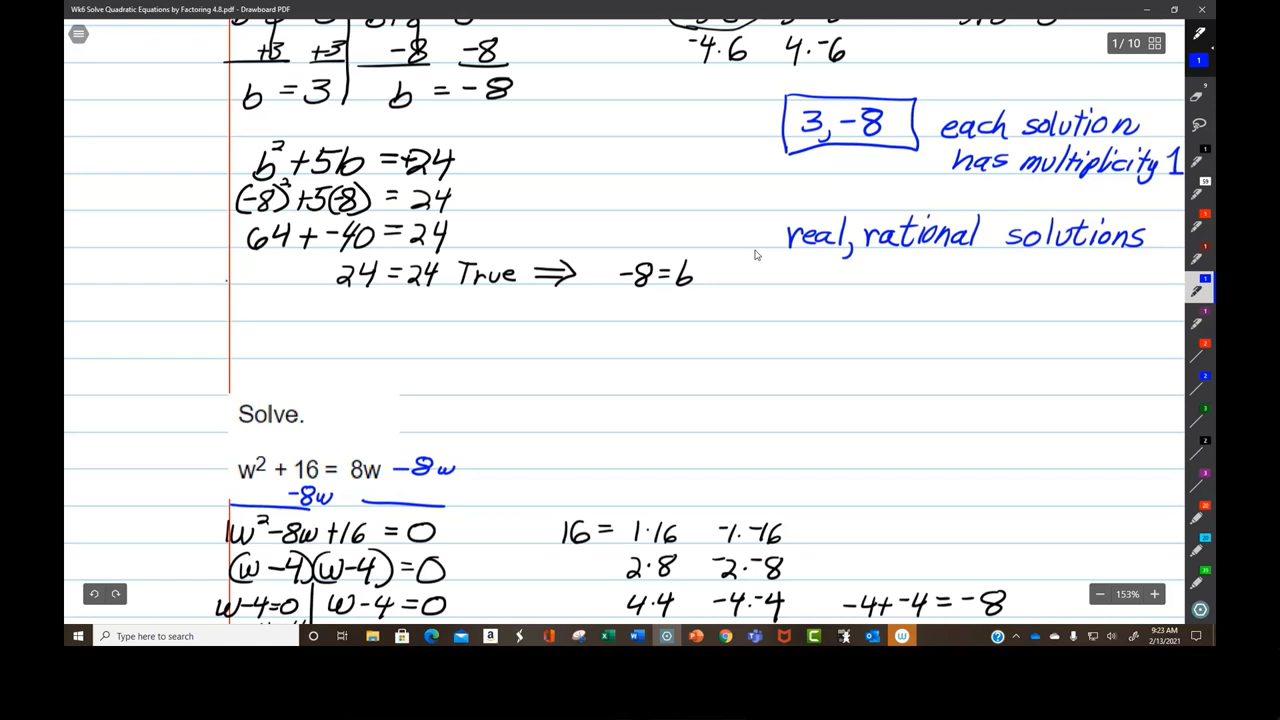 Wk6 Solve Quadratic Equations by Factoring 4.8.pdf - Drawboard PDF
1 / 10
+3 +3 -8 -8
b = 3 b = -8
-4·6 4·-6
3, -8 each solution
has multiplicity 1
b² + 5b = 24
(-8)² + 5(-8) = 24
64 + -40 = 24
24 = 24 True ⇒ -8 = b
real, rational solutions
Solve.
w² + 16 = 8w -8w
-8w
1w² - 8w + 16 = 0
(w - 4)(w - 4) = 0
w - 4 = 0 w - 4 = 0
16 = 1·16 -1·-16
2·8 -2·-8
4·4 -4·-4 -4 + -4 = -8
153%
Type here to search
9:23 AM
2/13/2021